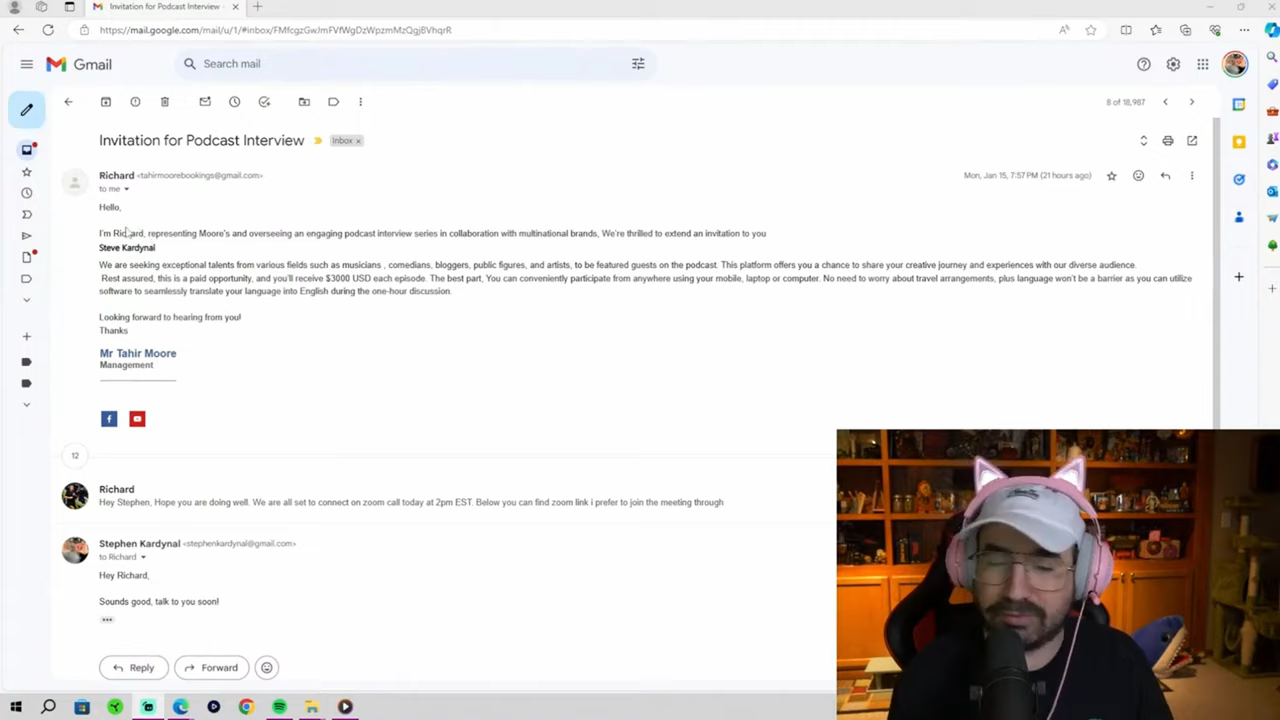 Invitation for Podcast Interview -
https://mail.google.com/mail/u/1/#inbox/FMfcgzGwJmFVfWgDzWpzmMzQgjBVhqrR
Gmail
Search mail
8 of 18,987
Invitation for Podcast Interview
Inbox
Richard <tahirmoorebookings@gmail.com>
Mon, Jan 15, 7:57 PM (21 hours ago)
to me
Hello,
I'm Richard, representing Moore's and overseeing an engaging podcast interview series in collaboration with multinational brands, We're thrilled to extend an invitation to you
Steve Kardynal
We are seeking exceptional talents from various fields such as musicians , comedians, bloggers, public figures, and artists, to be featured guests on the podcast. This platform offers you a chance to share your creative journey and experiences with our diverse audience.
Rest assured, this is a paid opportunity, and you'll receive $3000 USD each episode. The best part, You can conveniently participate from anywhere using your mobile, laptop or computer. No need to worry about travel arrangements, plus language won't be a barrier as you can utilize
software to seamlessly translate your language into English during the one-hour discussion.
Looking forward to hearing from you!
Thanks
Mr Tahir Moore
Management
12
Richard
Hey Stephen, Hope you are doing well. We are all set to connect on zoom call today at 2pm EST. Below you can find zoom link i prefer to join the meeting through
Stephen Kardynal <stephenkardynal@gmail.com>
to Richard
Hey Richard,
Sounds good, talk to you soon!
Reply
Forward